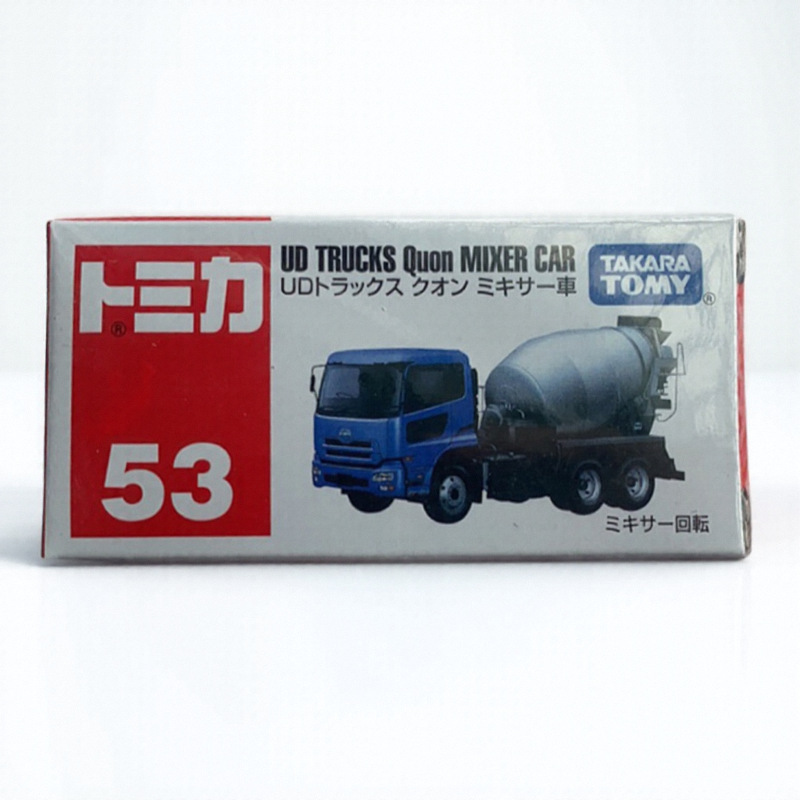 トミカ®
53
UD TRUCKS Quon MIXER CAR
UDトラックス クオン ミキサー車
TAKARA
TOMY®
ミキサー回転